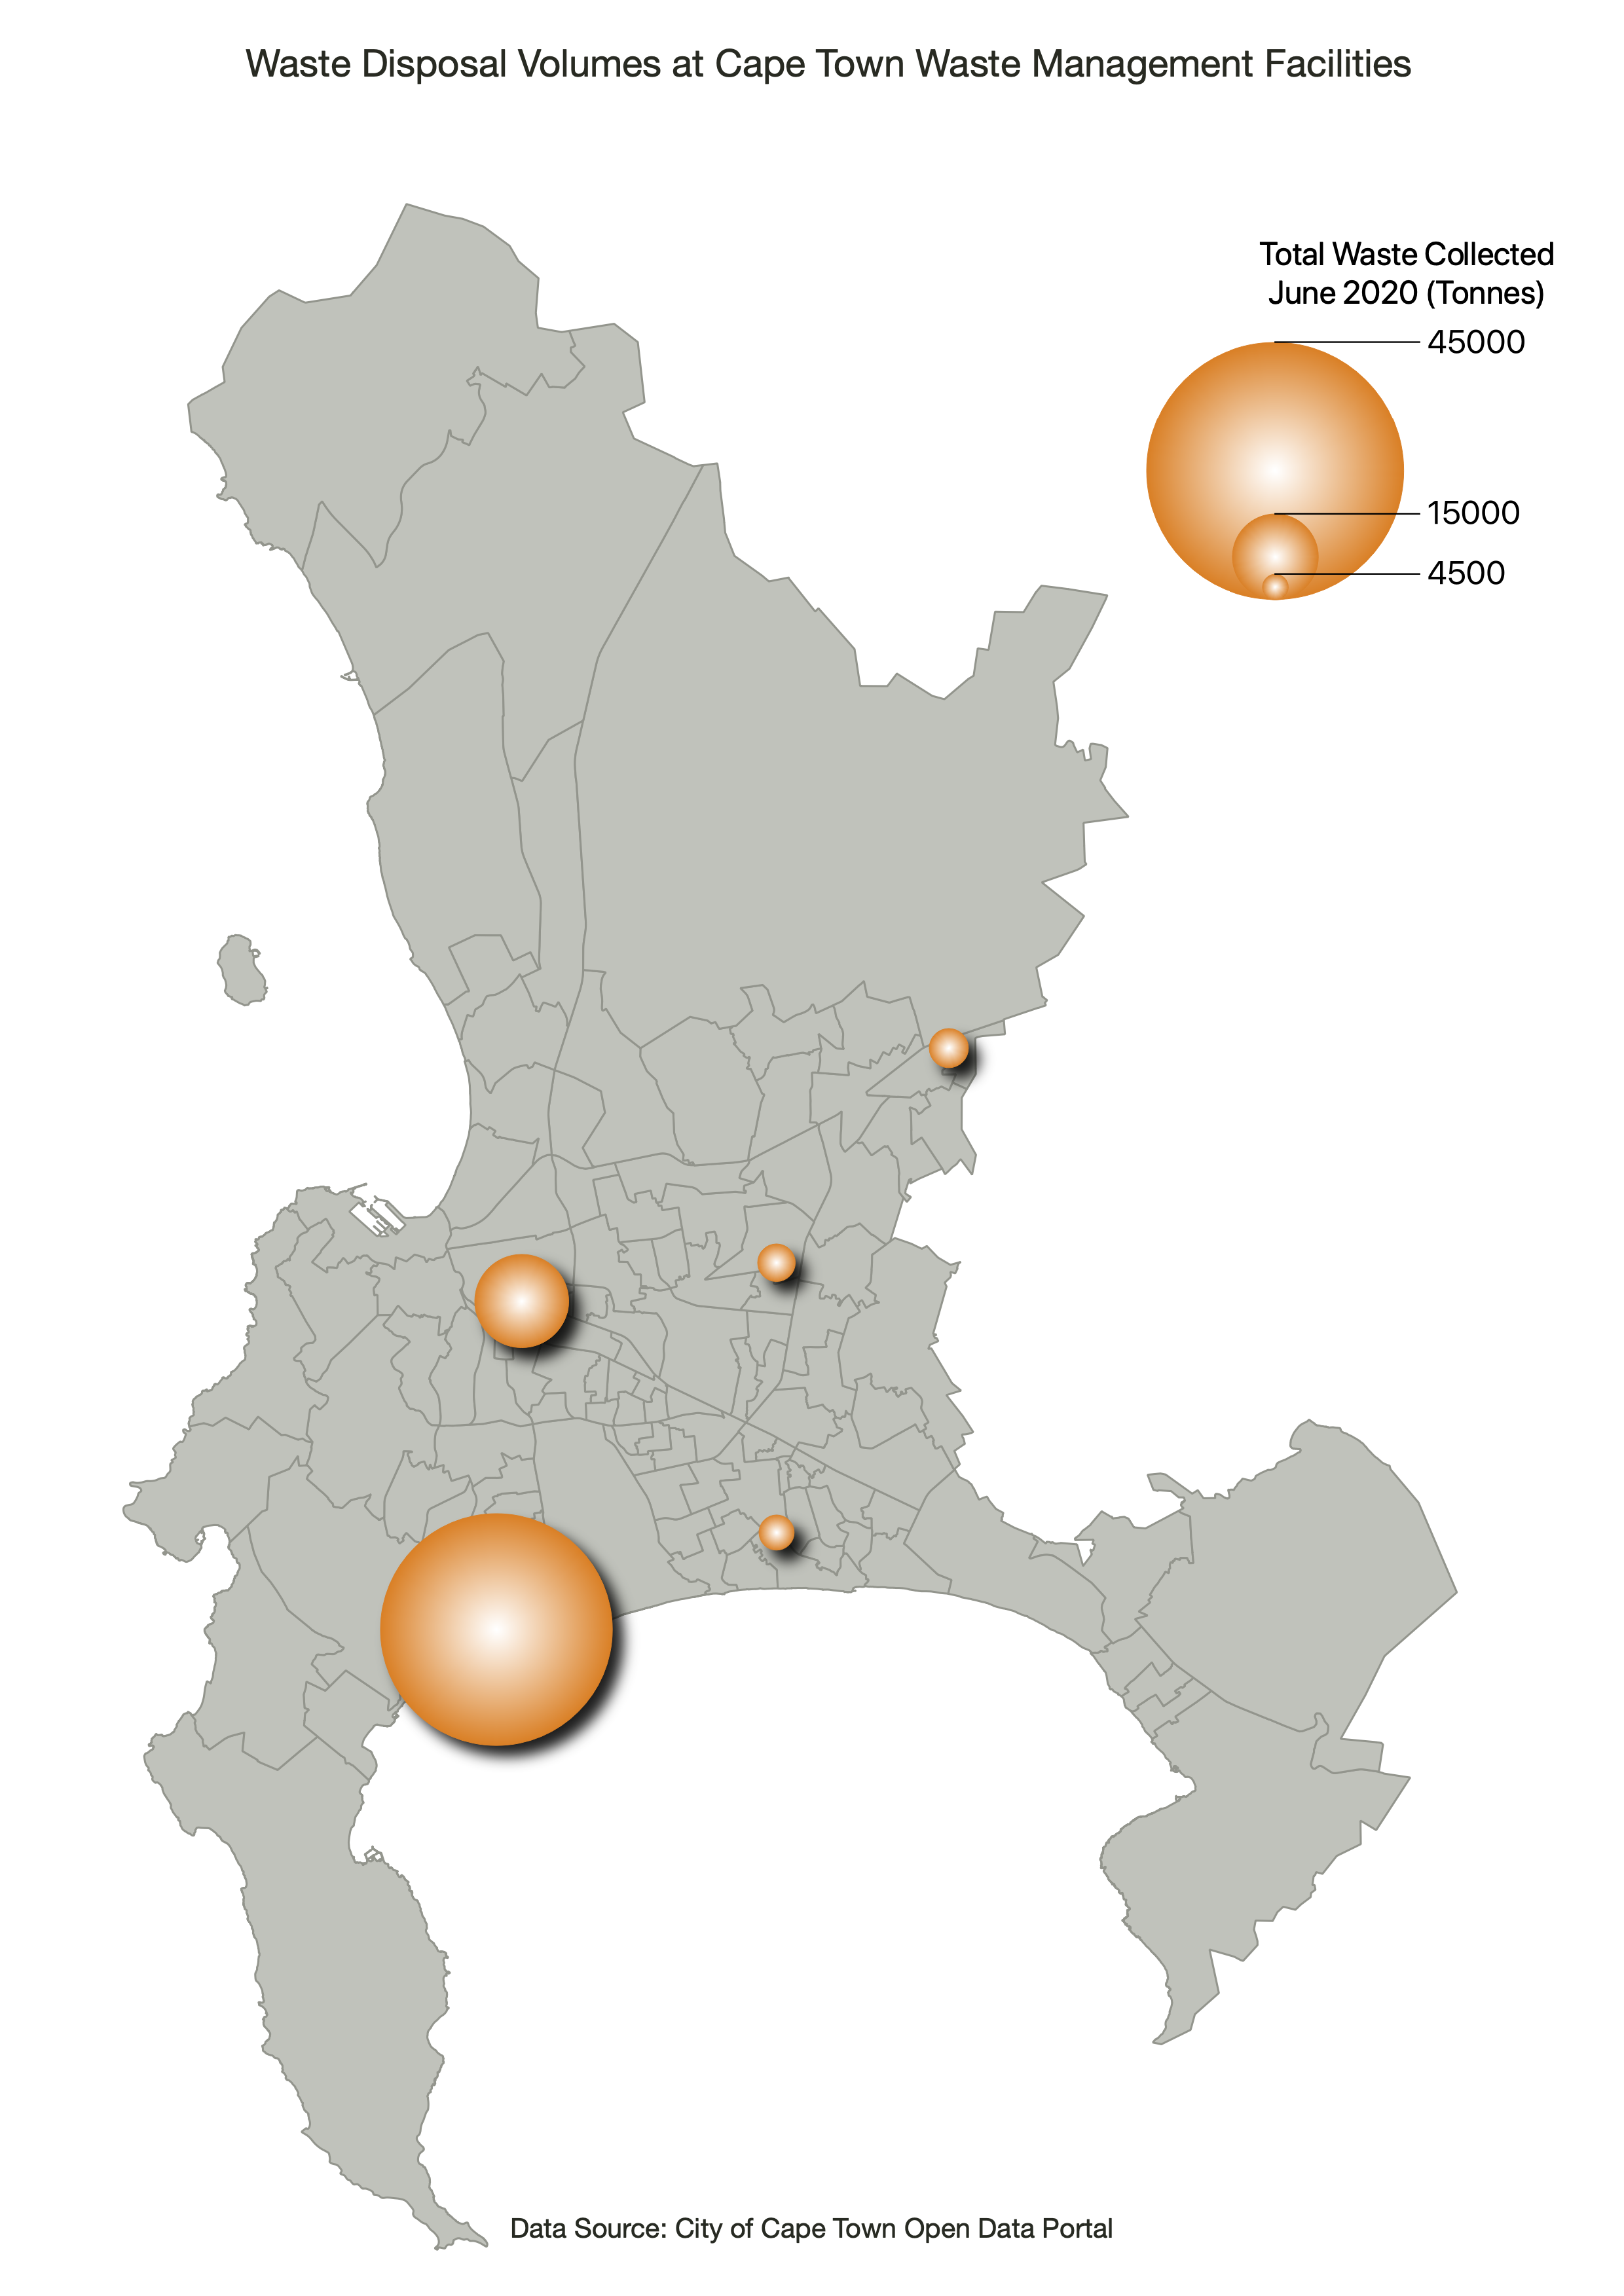 Waste Disposal Volumes at Cape Town Waste Management Facilities
Total Waste Collected
June 2020 (Tonnes)
45000
15000
4500
Data Source: City of Cape Town Open Data Portal